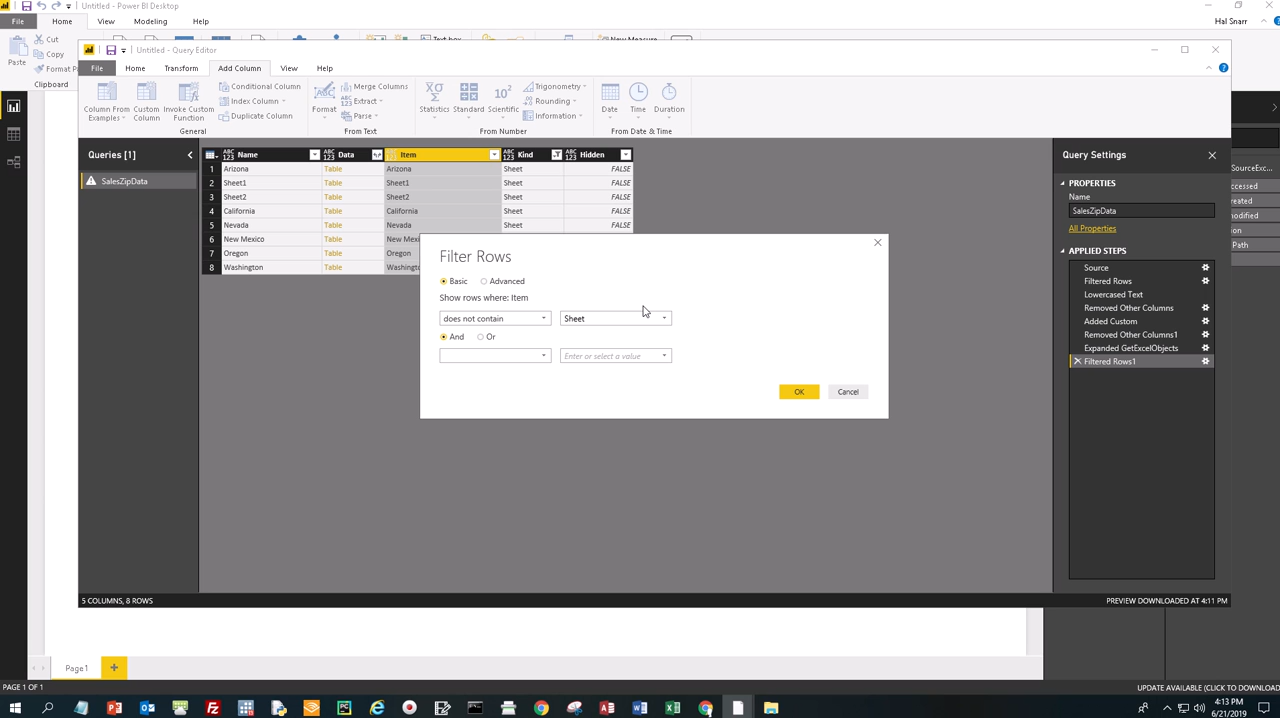 Untitled - Power BI Desktop
File
Home
View
Modeling
Help
Hal Snarr
Cut
Copy
Paste
Clipboard
Untitled - Query Editor
File
Home
Transform
Add Column
View
Help
Column From Examples
Custom Column
Invoke Custom Function
Conditional Column
Index Column
Duplicate Column
General
Format
Merge Columns
Extract
Parse
From Text
Statistics
Standard
Scientific
Trigonometry
Rounding
Information
From Number
Date
Time
Duration
From Date & Time
Queries [1]
SalesZipData
Name Data Item Kind Hidden
1 Arizona Table Arizona Sheet FALSE
2 Sheet1 Table Sheet1 Sheet FALSE
3 Sheet2 Table Sheet2 Sheet FALSE
4 California Table California Sheet FALSE
5 Nevada Table Nevada Sheet FALSE
6 New Mexico Table New Mexi
7 Oregon Table Oregon
8 Washington Table Washingt
Filter Rows
Basic Advanced
Show rows where: Item
does not contain Sheet
And Or
Enter or select a value
OK Cancel
Query Settings
PROPERTIES
Name
SalesZipData
All Properties
APPLIED STEPS
Source
Filtered Rows
Lowercased Text
Removed Other Columns
Added Custom
Removed Other Columns1
Expanded GetExcelObjects
Filtered Rows1
5 COLUMNS, 8 ROWS
PREVIEW DOWNLOADED AT 4:11 PM
Page1
PAGE 1 OF 1
UPDATE AVAILABLE (CLICK TO DOWNLOAD
4:13 PM
6/21/2019